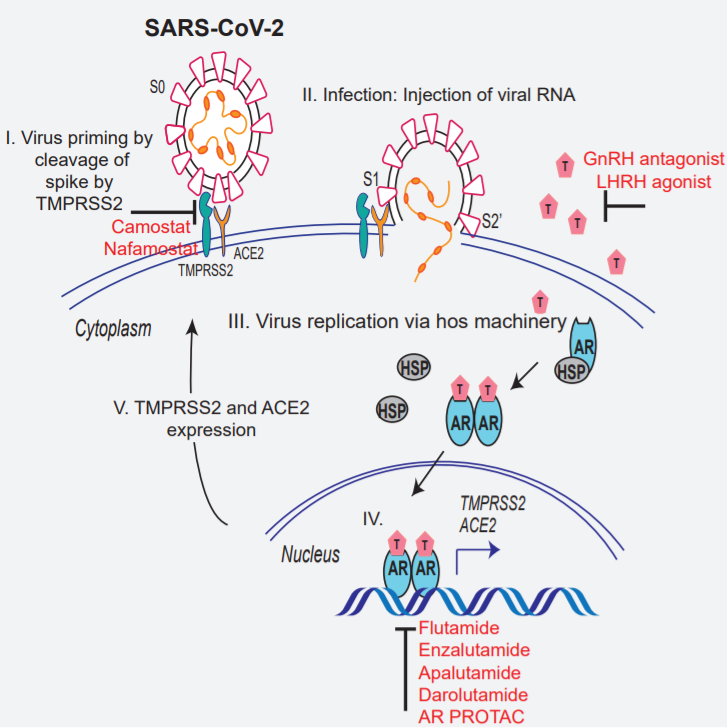 SARS-CoV-2
S0
II. Infection: Injection of viral RNA
I. Virus priming by
cleavage of
spike by
TMPRSS2
Camostat
Nafamostat
TMPRSS2
ACE2
S1
S2'
T
GnRH antagonist
LHRH agonist
T
T
T
T
Cytoplasm
III. Virus replication via hos machinery
AR
HSP
HSP
HSP
T
T
AR
AR
V. TMPRSS2 and ACE2
expression
IV.
TMPRSS2
ACE2
Nucleus
T
T
AR
AR
Flutamide
Enzalutamide
Apalutamide
Darolutamide
AR PROTAC